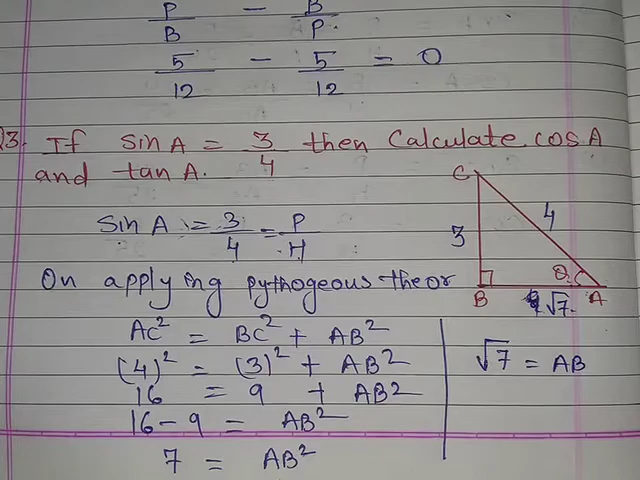 P/B - B/P.
5/12 - 5/12 = 0
Q3. If sin A = 3/4 then Calculate cos A
and tan A.
Sin A = 3/4 = P/H
On applying pythogeous theor
AC² = BC² + AB²
(4)² = (3)² + AB²
16 = 9 + AB²
16 - 9 = AB²
7 = AB²
√7 = AB
C
3
4
B
√7
A